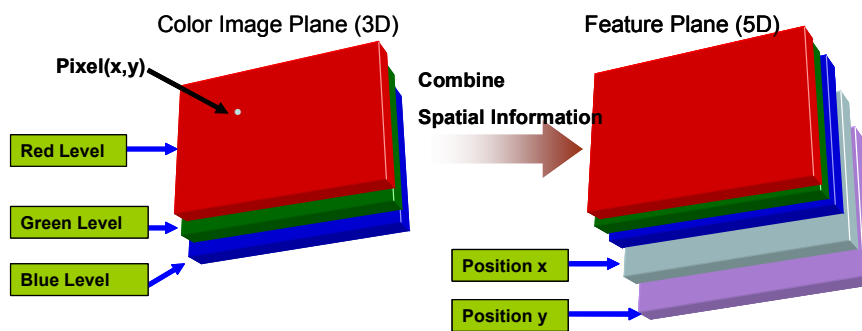 Color Image Plane (3D)
Feature Plane (5D)
Pixel(x,y)
Combine
Spatial Information
Red Level
Green Level
Blue Level
Position x
Position y